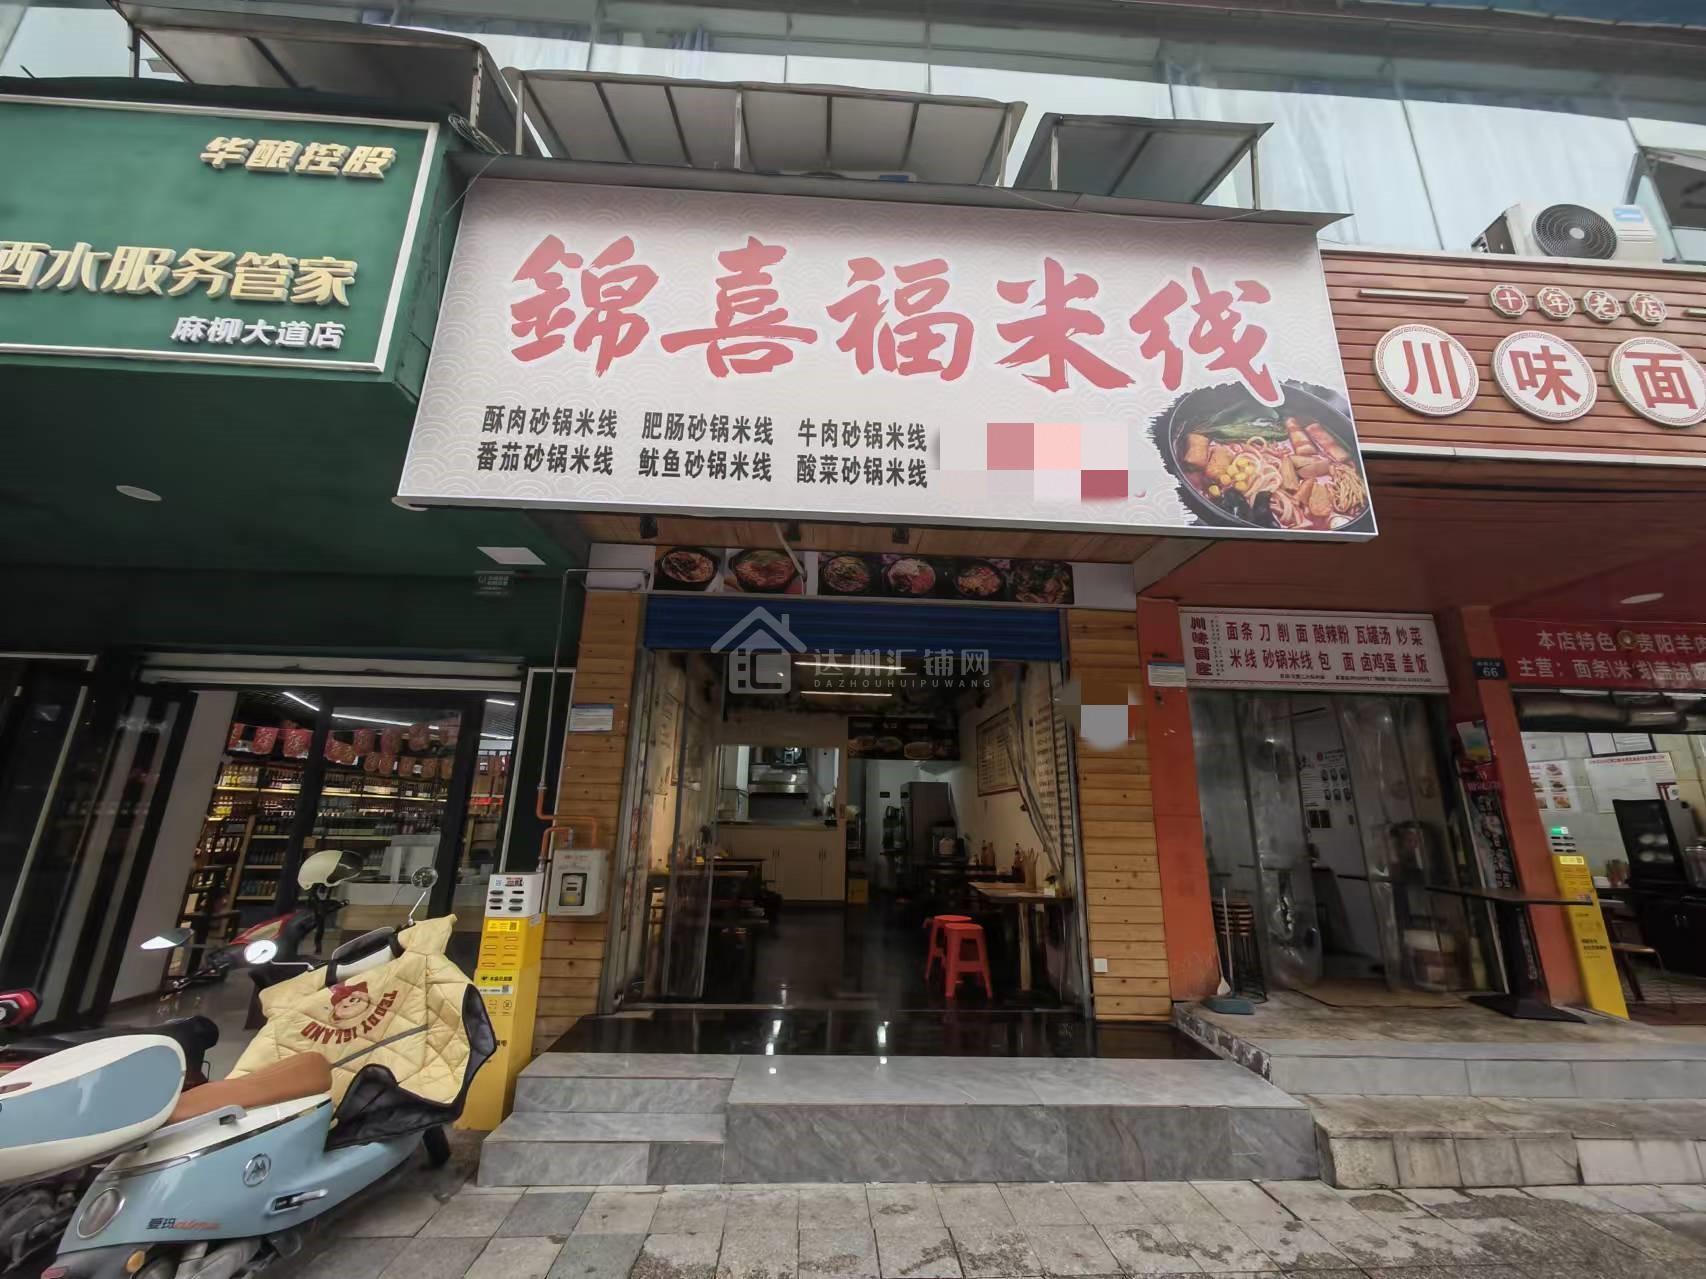 华酿控股
酒水服务管家
麻柳大道店
錦喜福米线
酥肉砂锅米线 肥肠砂锅米线 牛肉砂锅米线
番茄砂锅米线 鱿鱼砂锅米线 酸菜砂锅米线
十年老店
川味面
川味面庄
面条 刀削面 酸辣粉 瓦罐汤 炒菜
米线 砂锅米线 包面 卤鸡蛋 盖饭
66
本店特色 贵阳羊肉
主营：面条\米线\盖浇
达州汇铺网
DAZHOUHUIPUWANG
TEDDY ISLAND
爱玛